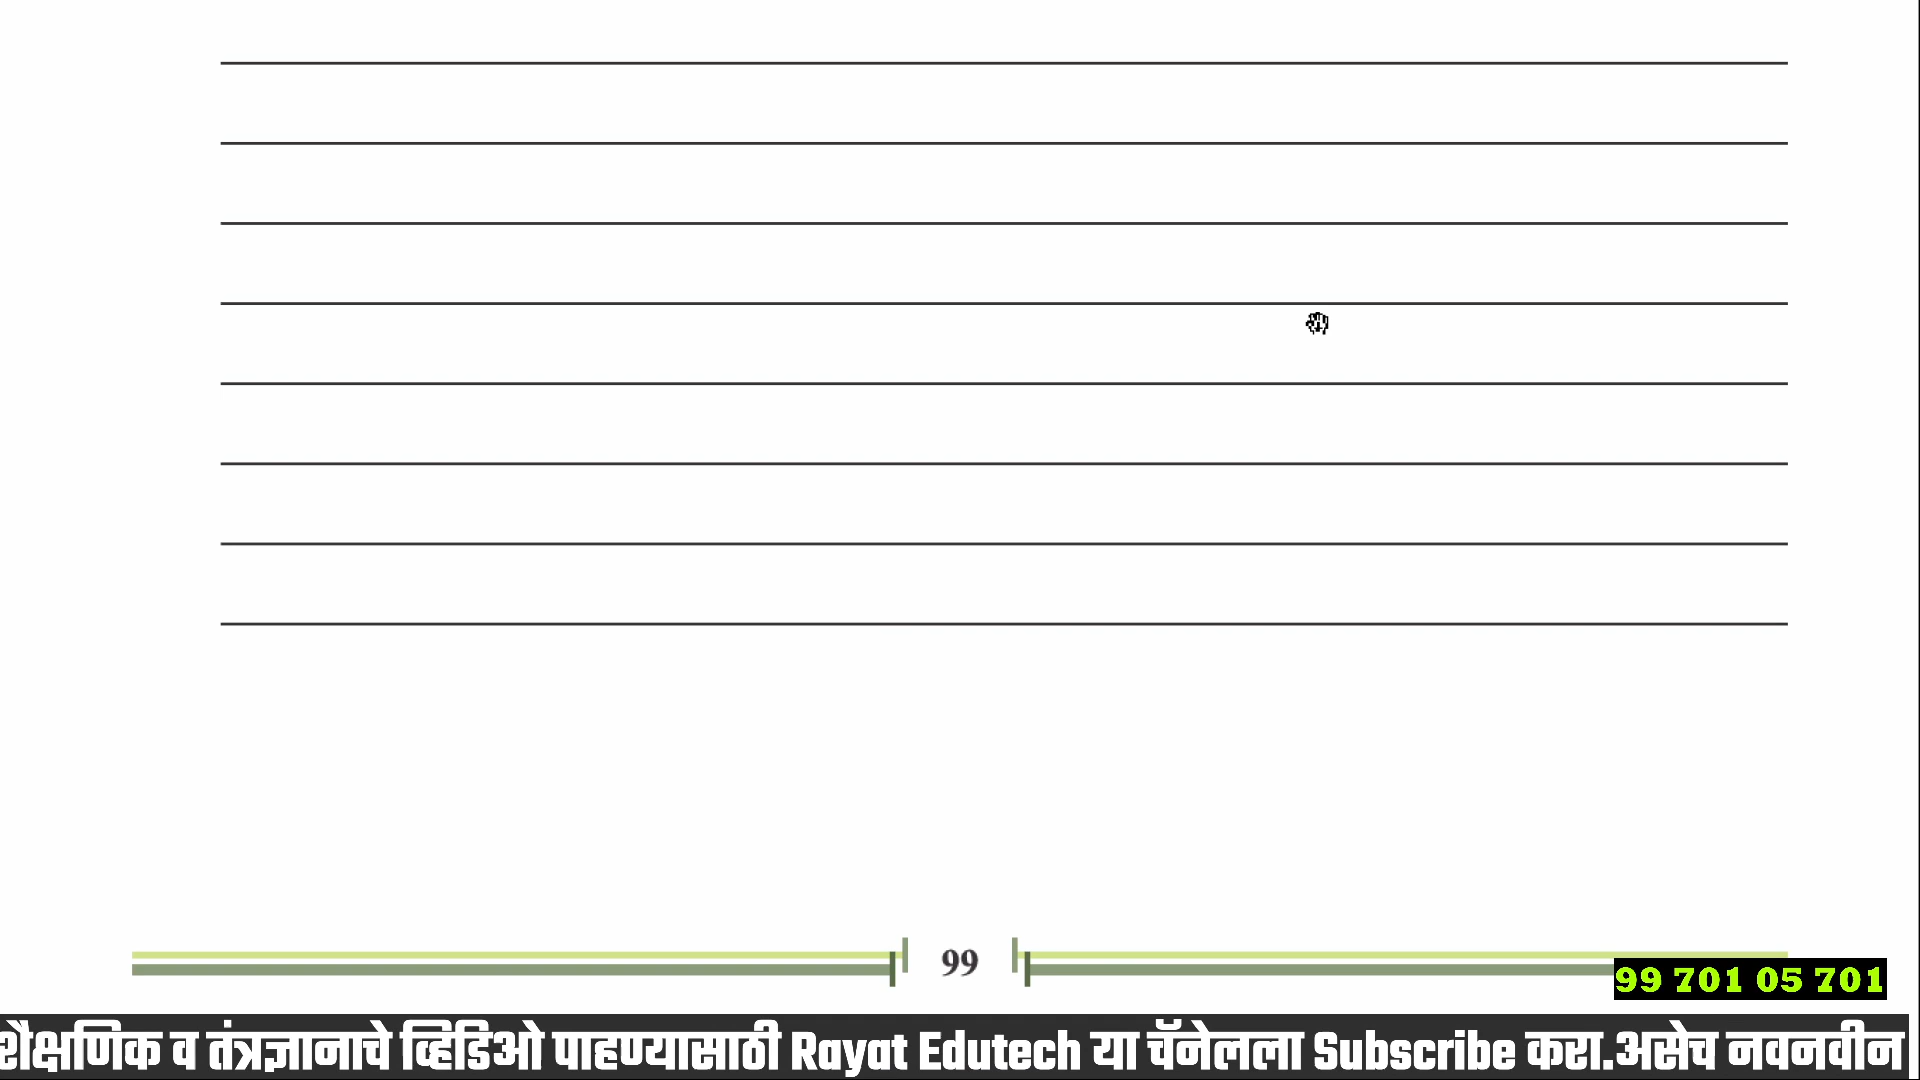 99
99 701 05 701
शैक्षणिक व तंत्रज्ञानाचे व्हिडिओ पाहण्यासाठी Rayat Edutech या चॅनेलला Subscribe करा.असेच नवनवीन